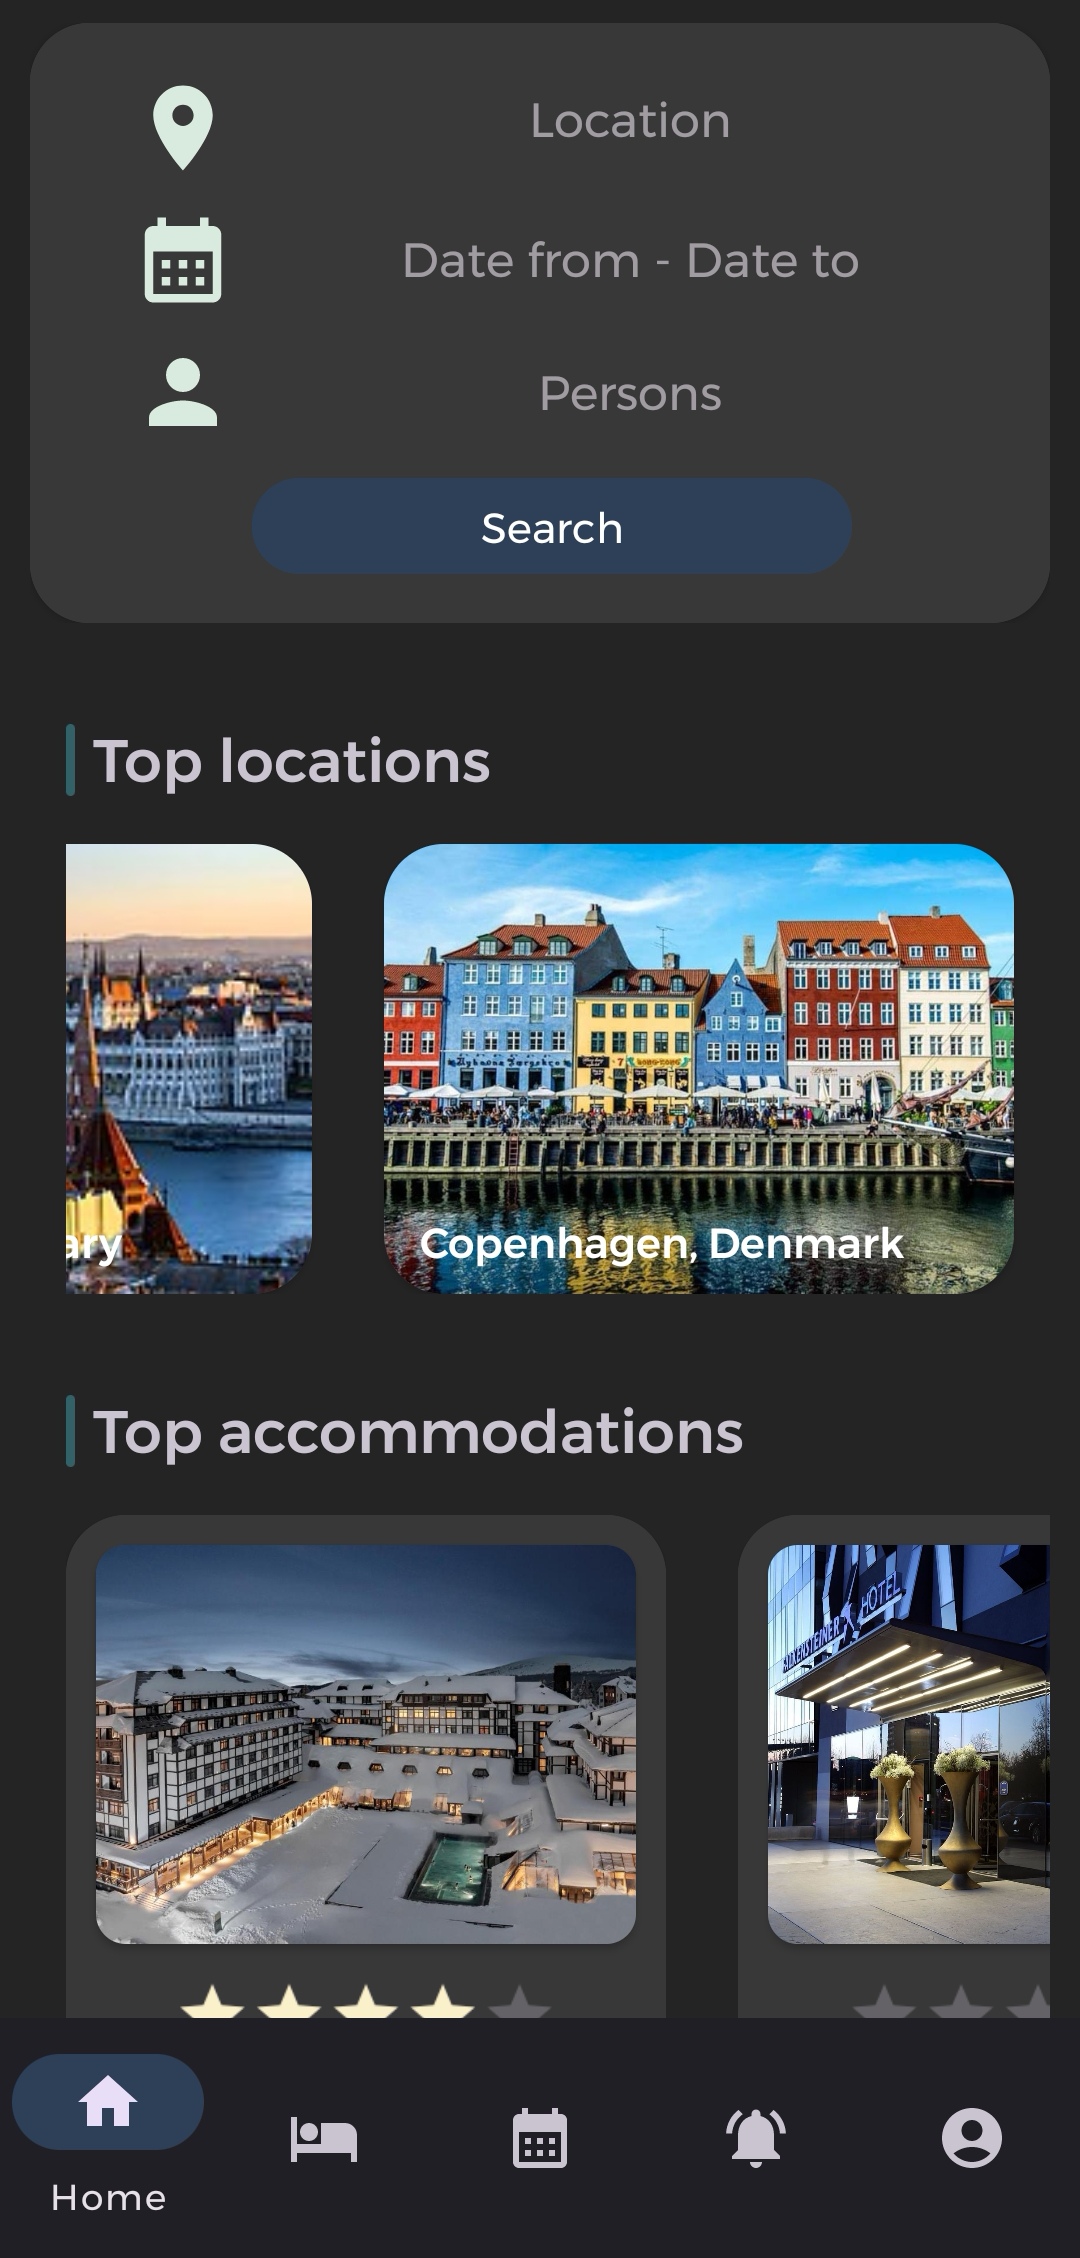 Location
Date from - Date to
Persons
Search
Top locations
ary
Copenhagen, Denmark
Top accommodations
HOTEL
Home